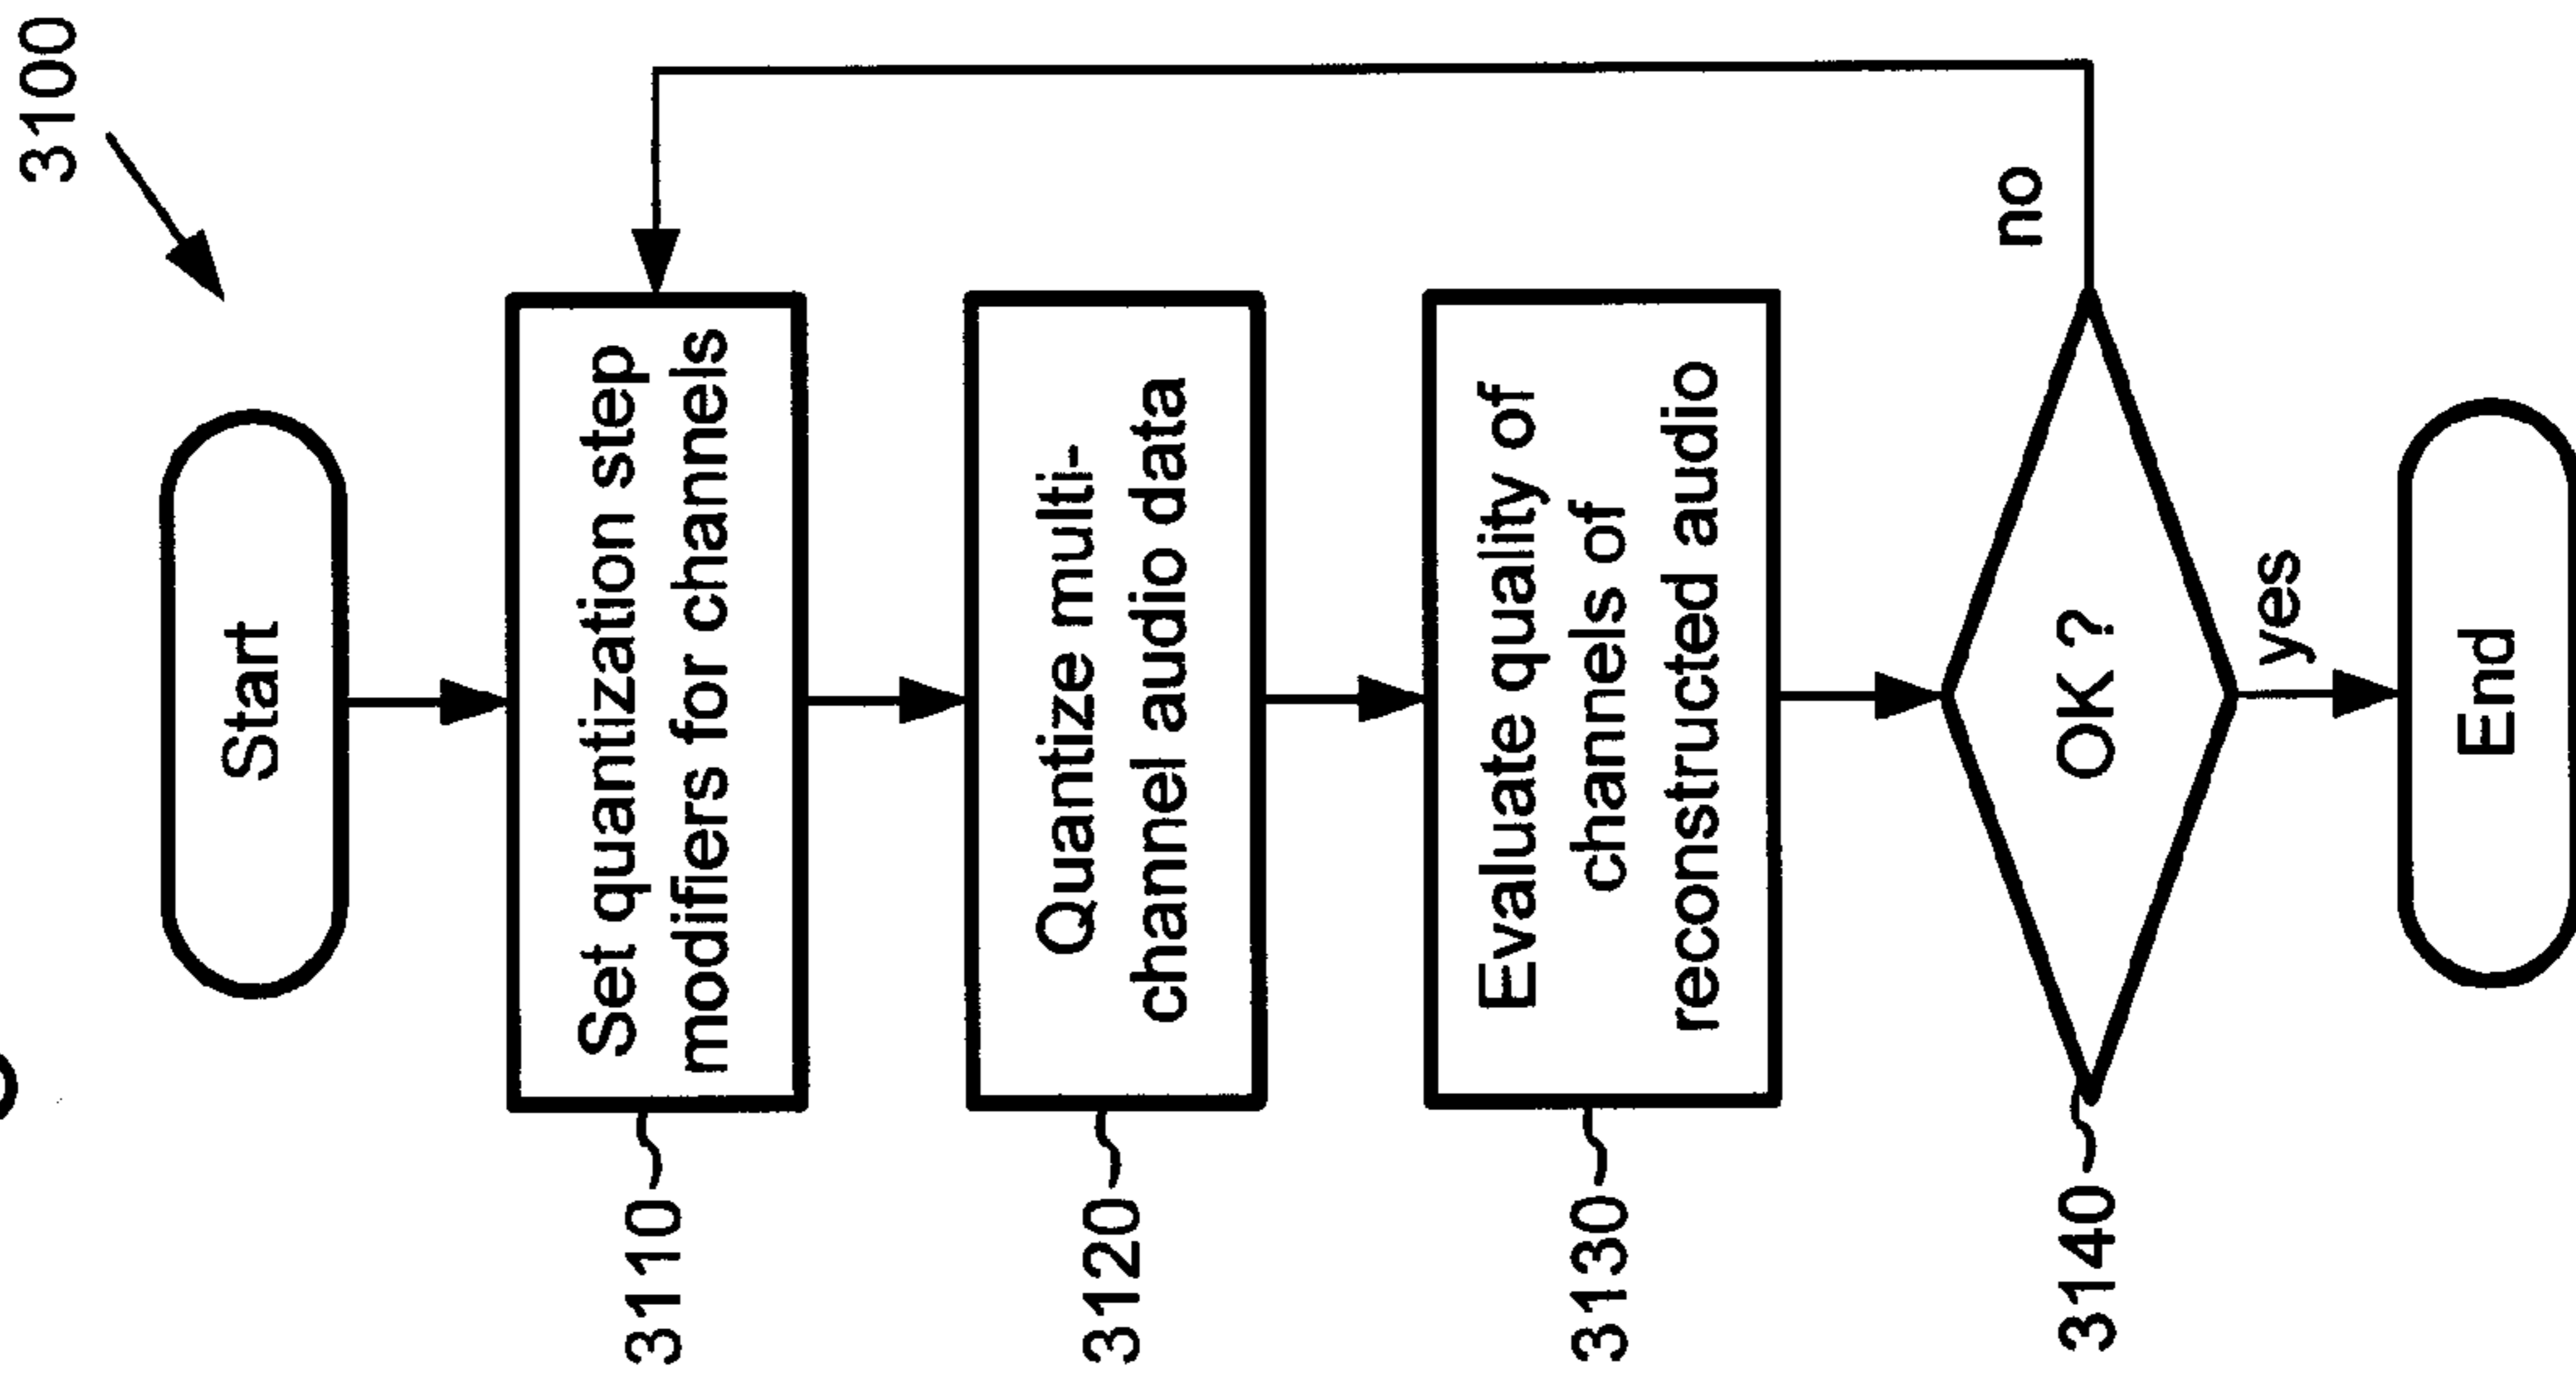 3100
Start
3110
Set quantization step
modifiers for channels
3120
Quantize multi-
channel audio data
3130
Evaluate quality of
channels of
reconstructed audio
3140
OK ?
no
yes
End